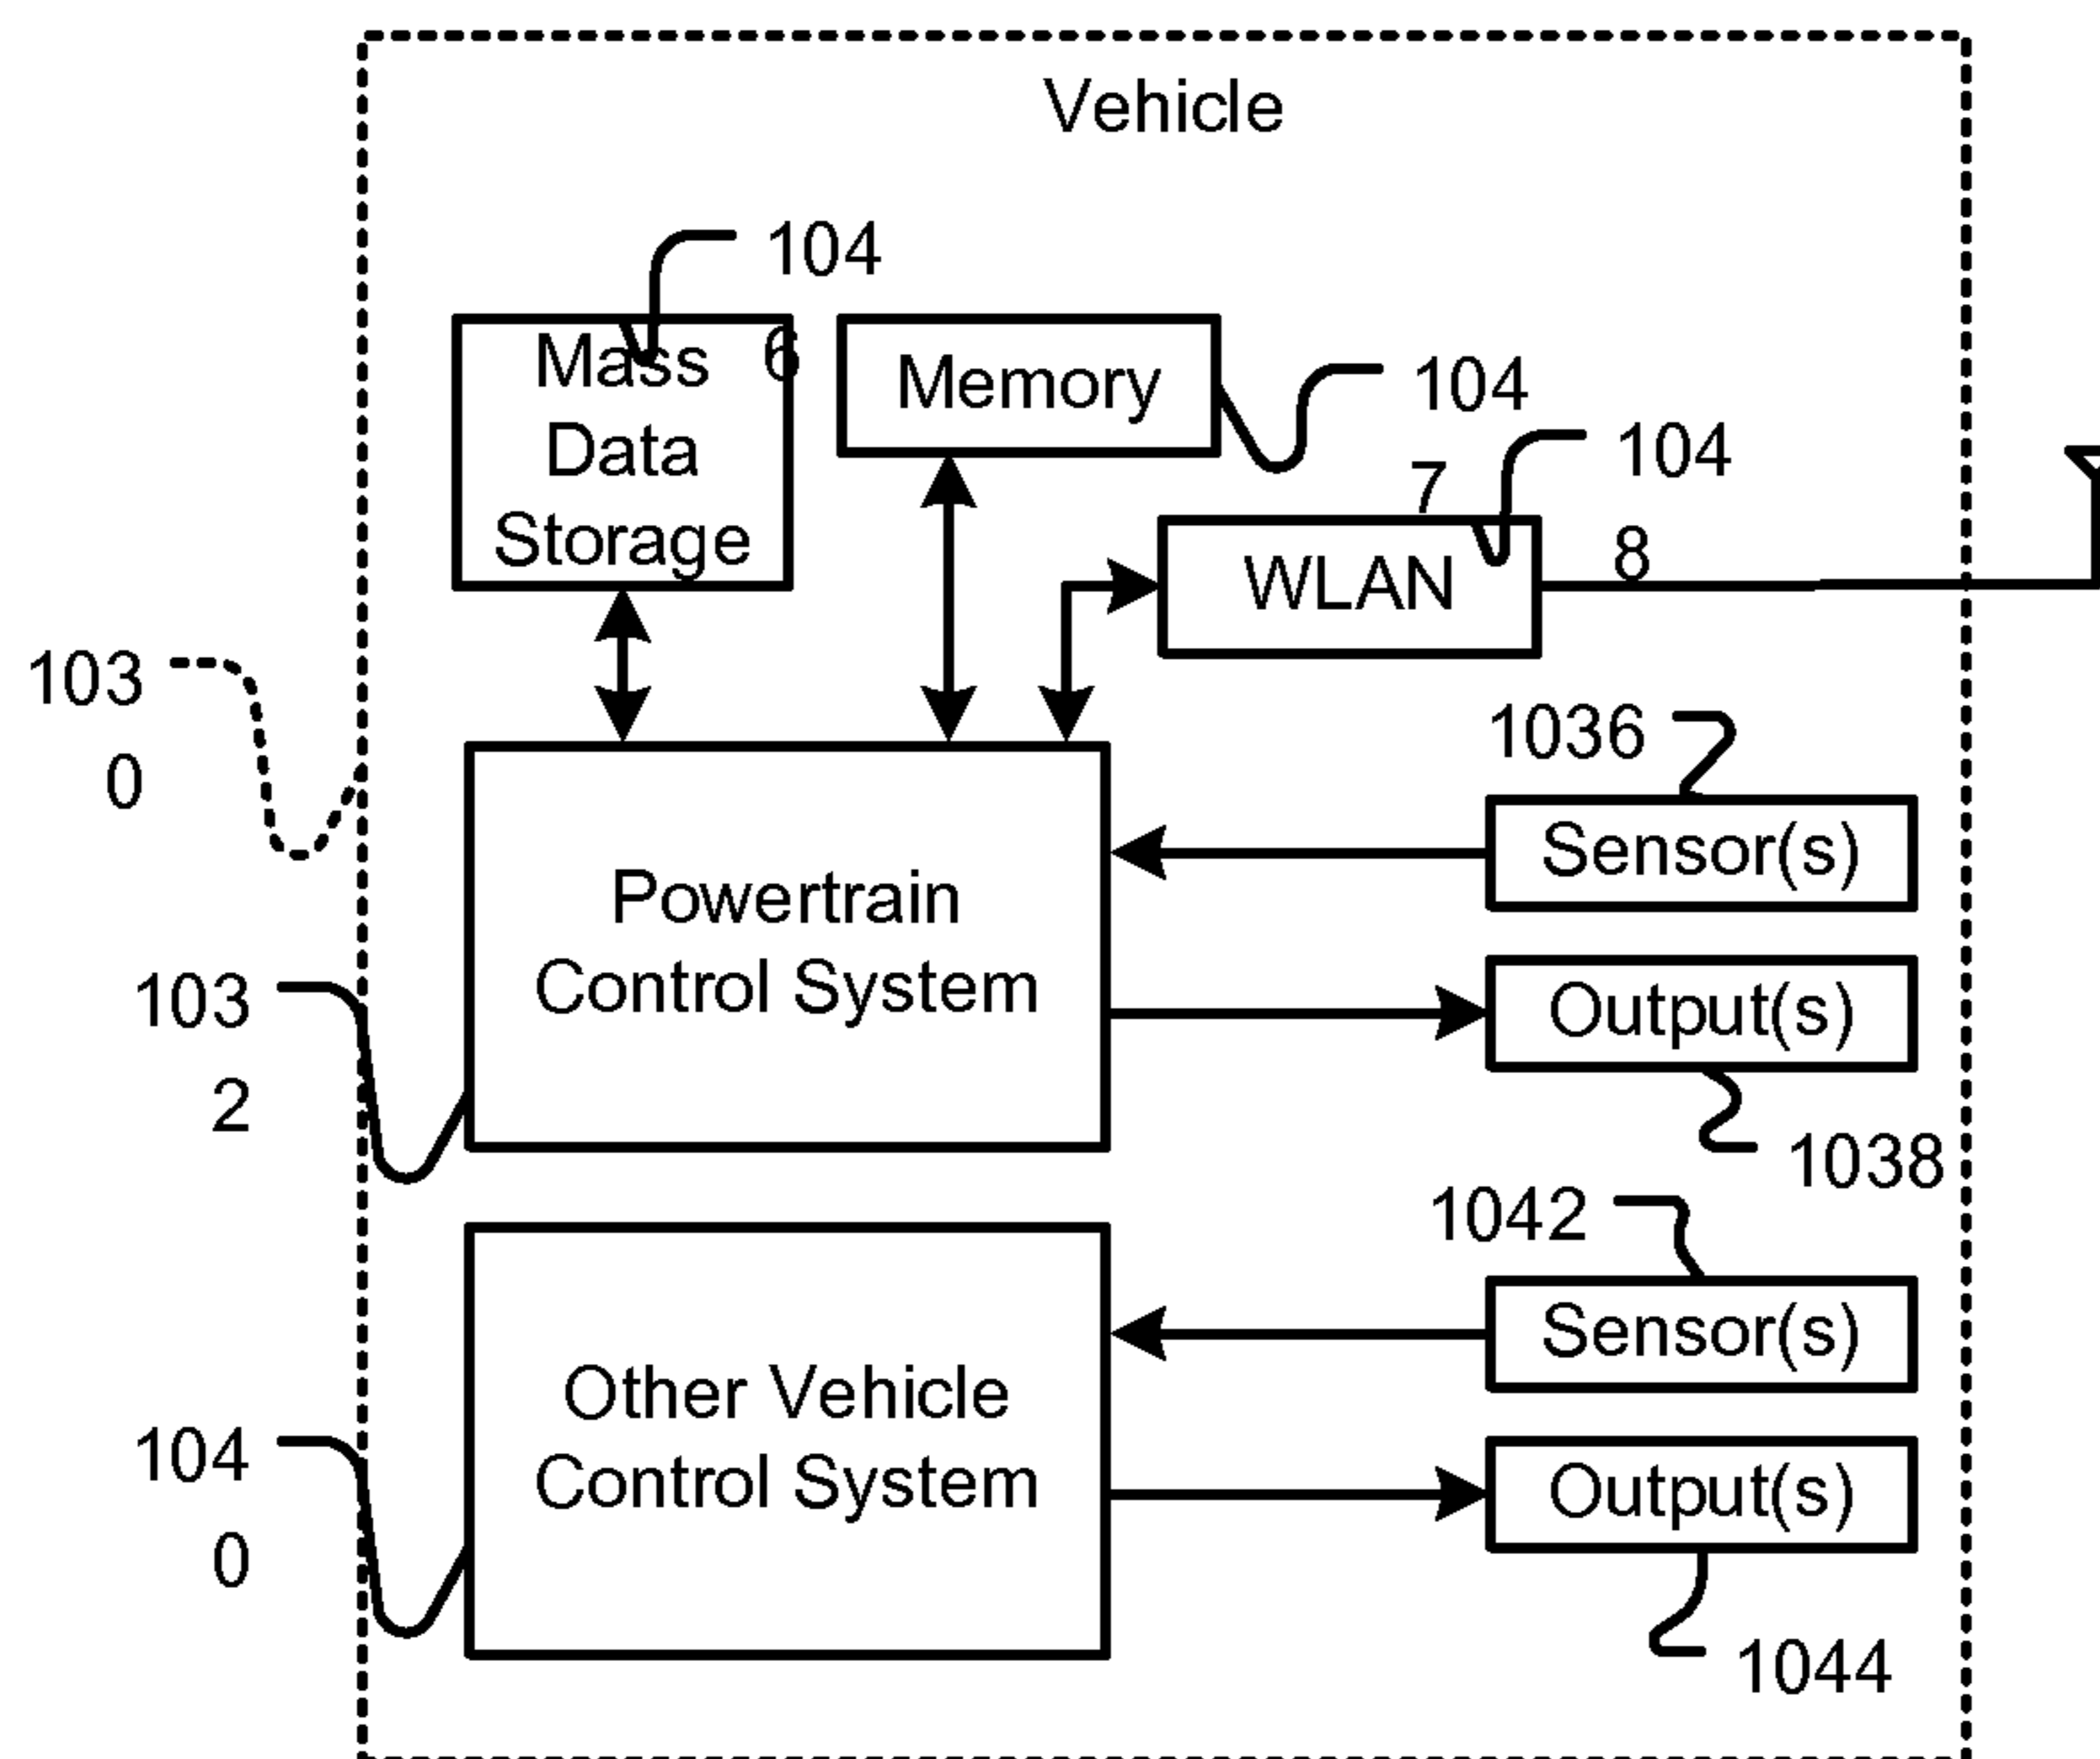 Vehicle
104
6
Mass
Data
Storage
Memory
104
7
104
8
WLAN
103
0
1036
Sensor(s)
Powertrain
Control System
Output(s)
103
2
1038
1042
Sensor(s)
Other Vehicle
Control System
Output(s)
104
0
1044